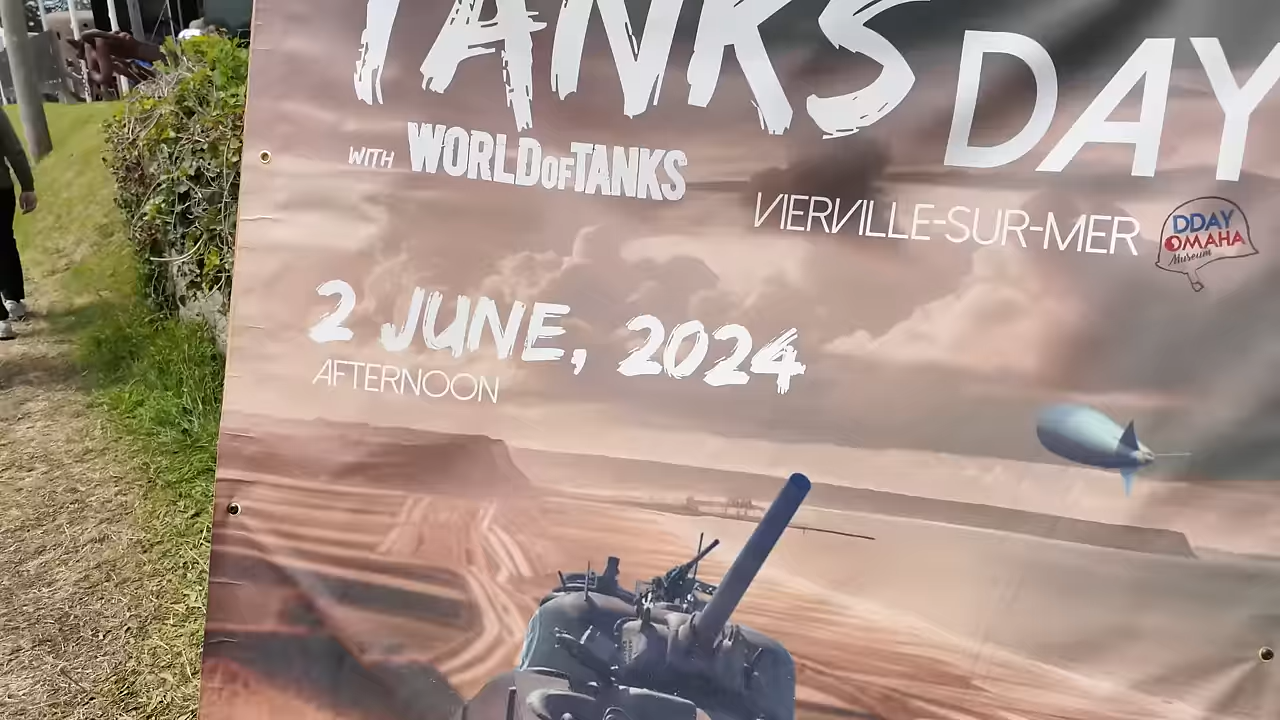 TANKS DAY
WITH WORLD OF TANKS
VIERVILLE-SUR-MER
DDAY
OMAHA
Museum
2 JUNE, 2024
AFTERNOON